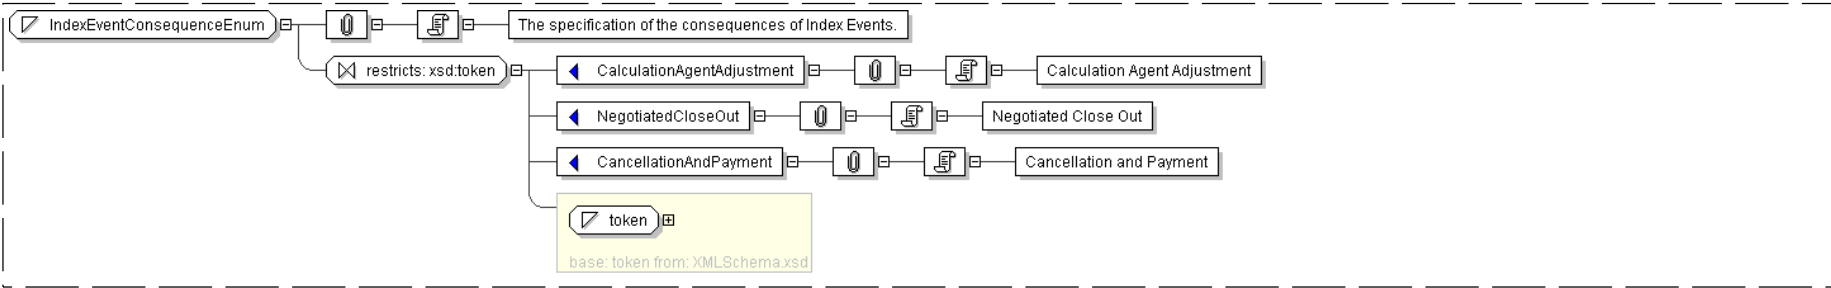 IndexEventConsequenceEnum The specification of the consequences of Index Events.
restricts: xsd:token CalculationAgentAdjustment Calculation Agent Adjustment
NegotiatedCloseOut Negotiated Close Out
CancellationAndPayment Cancellation and Payment
token
base: token from: XMLSchema.xsd